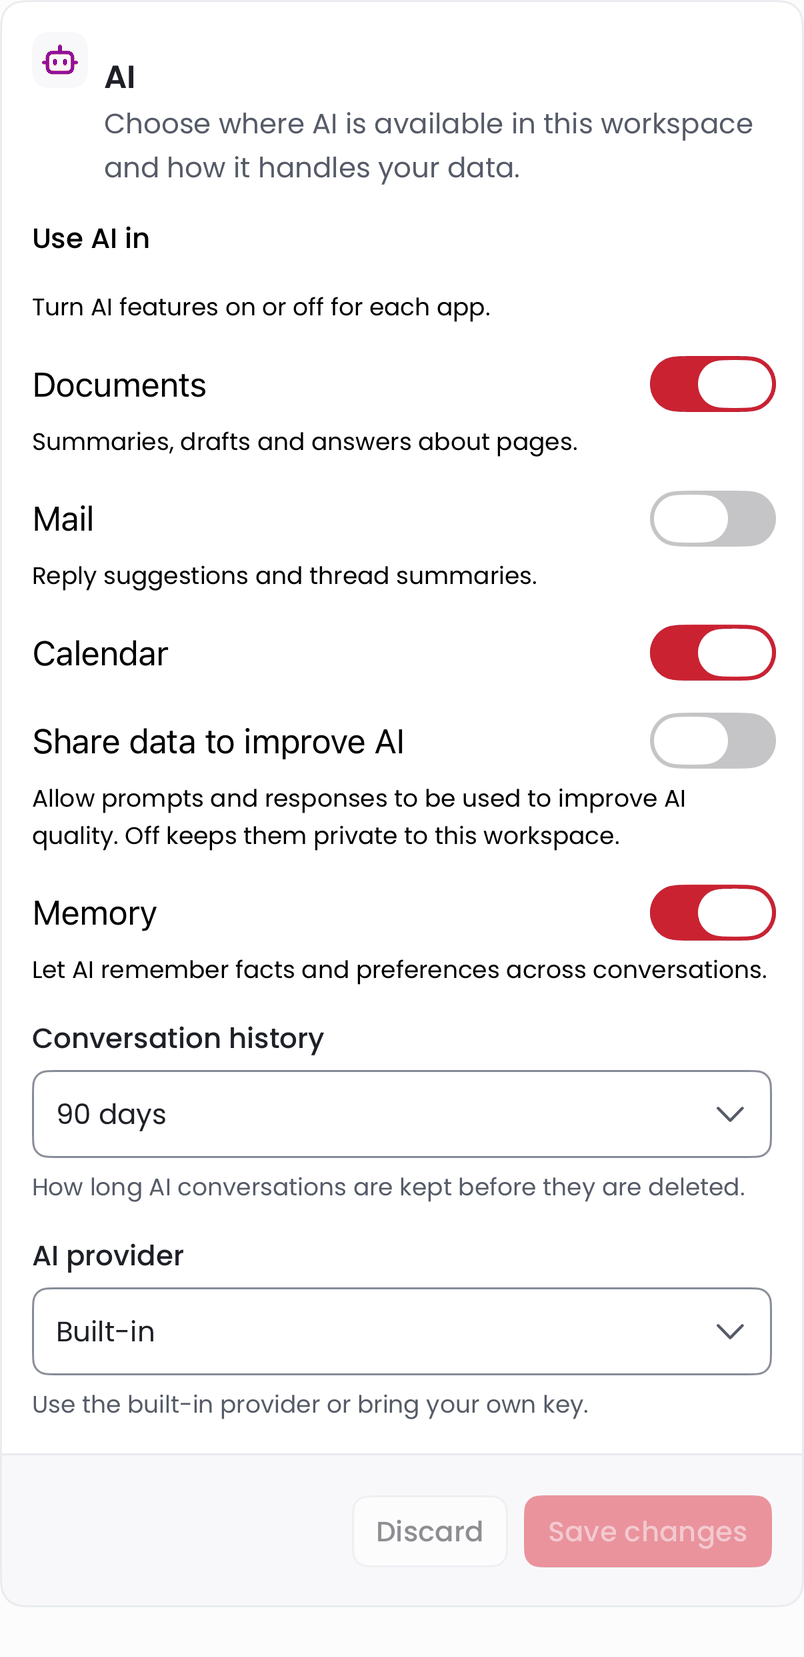 AI
Choose where AI is available in this workspace
and how it handles your data.
Use AI in
Turn AI features on or off for each app.
Documents
Summaries, drafts and answers about pages.
Mail
Reply suggestions and thread summaries.
Calendar
Share data to improve AI
Allow prompts and responses to be used to improve AI
quality. Off keeps them private to this workspace.
Memory
Let AI remember facts and preferences across conversations.
Conversation history
90 days
How long AI conversations are kept before they are deleted.
AI provider
Built-in
Use the built-in provider or bring your own key.
Discard
Save changes